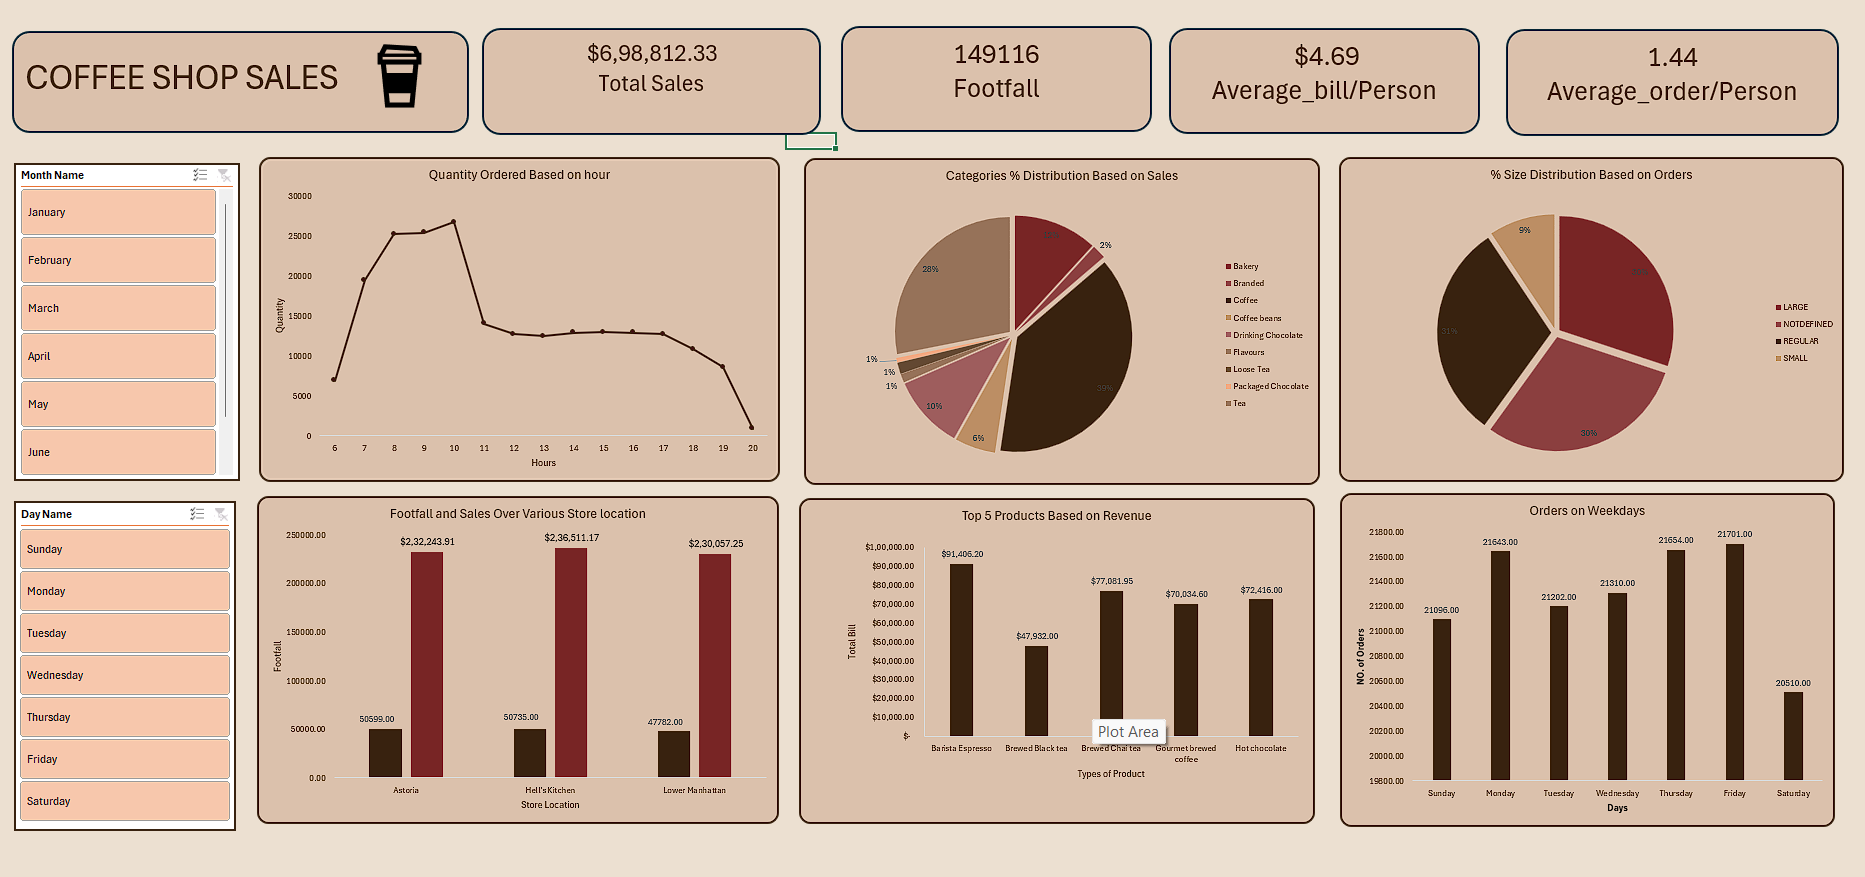 COFFEE SHOP SALES
$6,98,812.33
Total Sales
149116
Footfall
$4.69
Average_bill/Person
1.44
Average_order/Person
Month Name
January
February
March
April
May
June
Quantity Ordered Based on hour
30000
25000
20000
15000
10000
5000
0
Quantity
6 7 8 9 10 11 12 13 14 15 16 17 18 19 20
Hours
Categories % Distribution Based on Sales
2%
28%
39%
1%
1%
1%
10%
6%
Bakery
Branded
Coffee
Coffee beans
Drinking Chocolate
Flavours
Loose Tea
Packaged Chocolate
Tea
% Size Distribution Based on Orders
9%
31%
30%
LARGE
NOTDEFINED
REGULAR
SMALL
Day Name
Sunday
Monday
Tuesday
Wednesday
Thursday
Friday
Saturday
Footfall and Sales Over Various Store location
250000.00
200000.00
150000.00
100000.00
50000.00
0.00
Footfall
$2,32,243.91
$2,36,511.17
$2,30,057.25
50599.00
50735.00
47782.00
Astoria Hell's Kitchen Lower Manhattan
Store Location
Top 5 Products Based on Revenue
$1,00,000.00
$90,000.00
$80,000.00
$70,000.00
$60,000.00
$50,000.00
$40,000.00
$30,000.00
$20,000.00
$10,000.00
$-
Total Bill
$91,406.20
$47,932.00
$77,081.95
$70,034.60
$72,416.00
Plot Area
Barista Espresso Brewed Black tea Brewed Chai tea Gourmet brewed coffee Hot chocolate
Types of Product
Orders on Weekdays
21800.00
21600.00
21400.00
21200.00
21000.00
20800.00
20600.00
20400.00
20200.00
20000.00
19800.00
NO. of Orders
21096.00
21643.00
21202.00
21310.00
21654.00
21701.00
20510.00
Sunday Monday Tuesday Wednesday Thursday Friday Saturday
Days